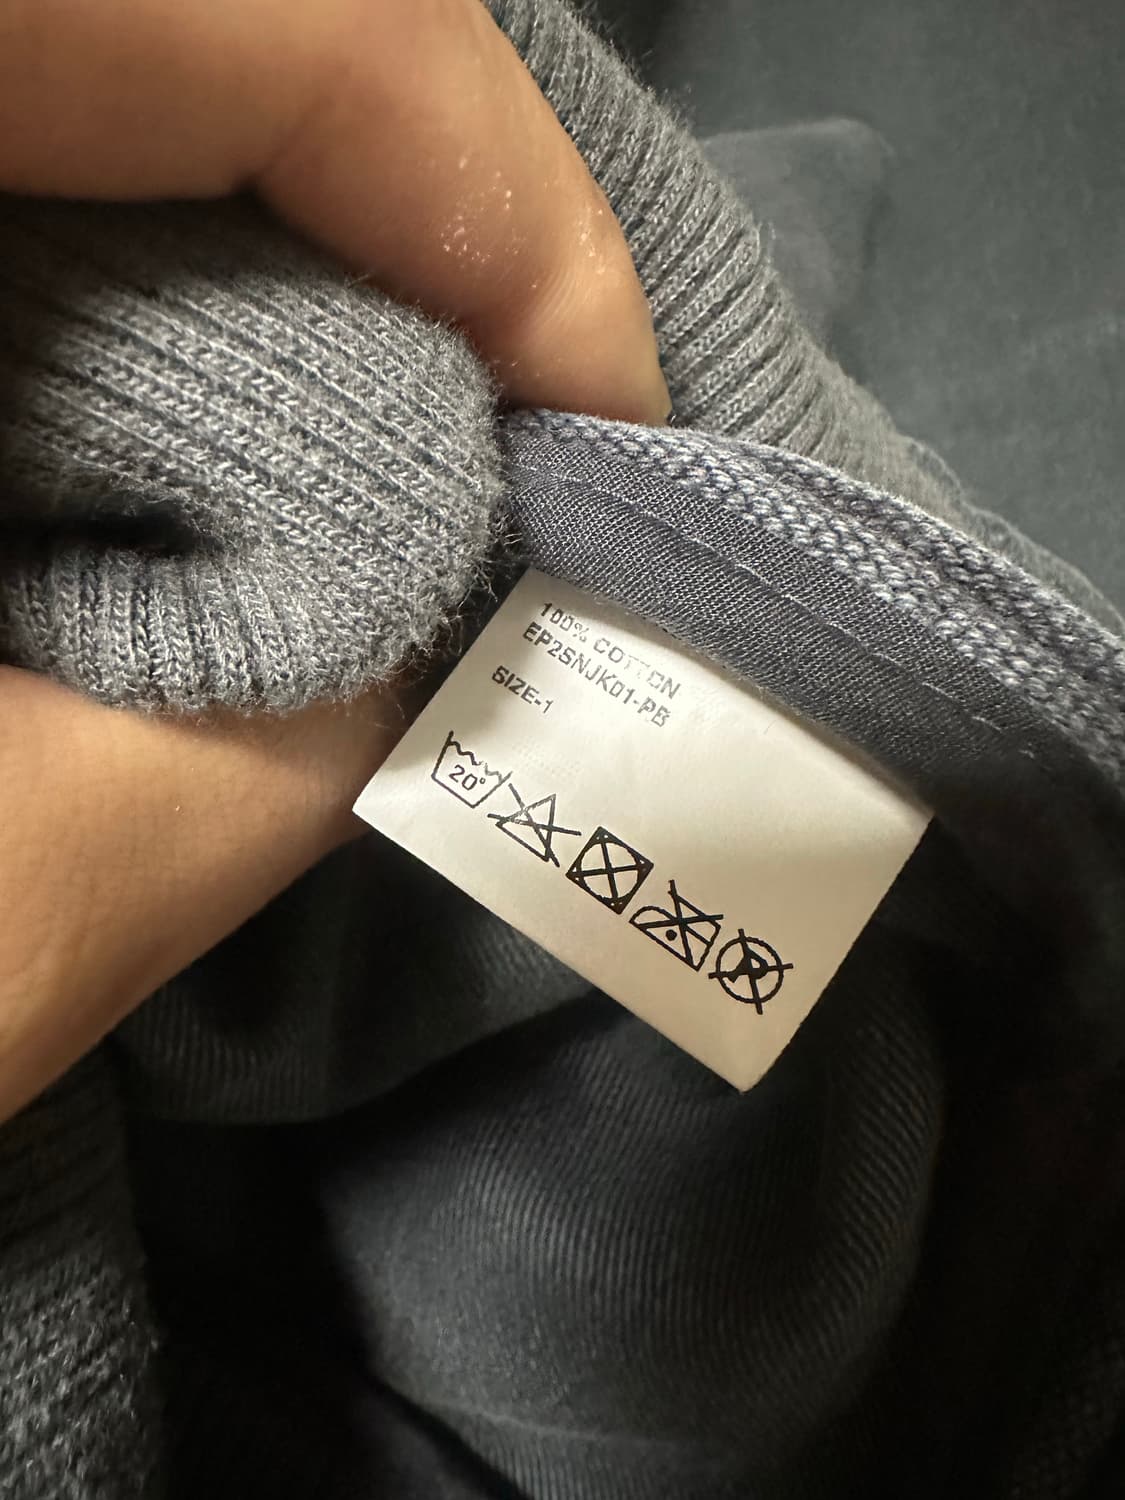 100% COTTON
EP2SNJK01-PB
SIZE-1
20°
P